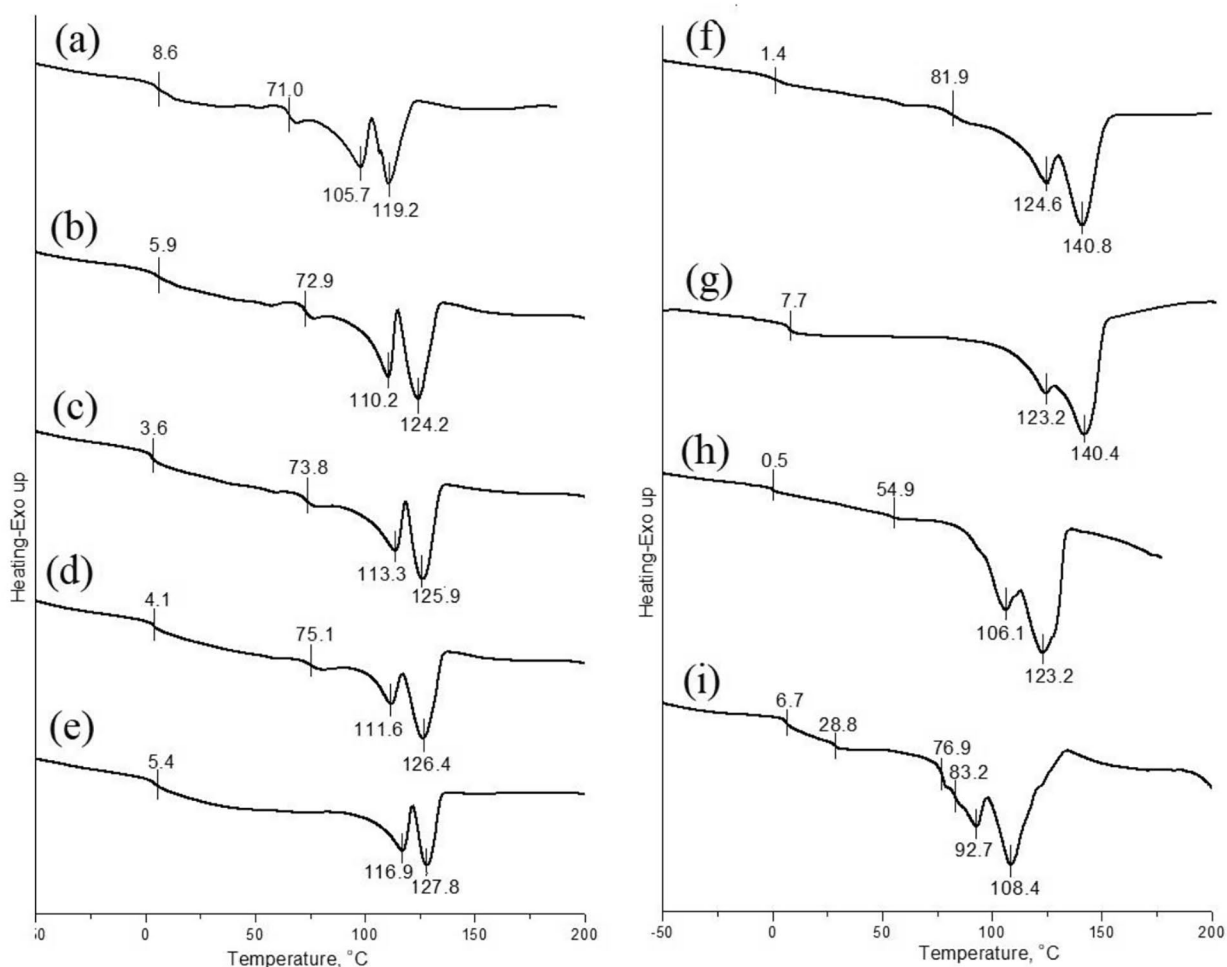 (a)
8.6
71.0
105.7
119.2
(b)
5.9
72.9
110.2
124.2
(c)
3.6
73.8
113.3
125.9
(d)
4.1
75.1
111.6
126.4
(e)
5.4
116.9
127.8
Heating-Exo up
50 0 50 100 150 200
Temperature, °C
(f)
1.4
81.9
124.6
140.8
(g)
7.7
123.2
140.4
(h)
0.5
54.9
106.1
123.2
(i)
6.7
28.8
76.9
83.2
92.7
108.4
Heating-Exo up
-50 0 50 100 150 200
Temperature, °C